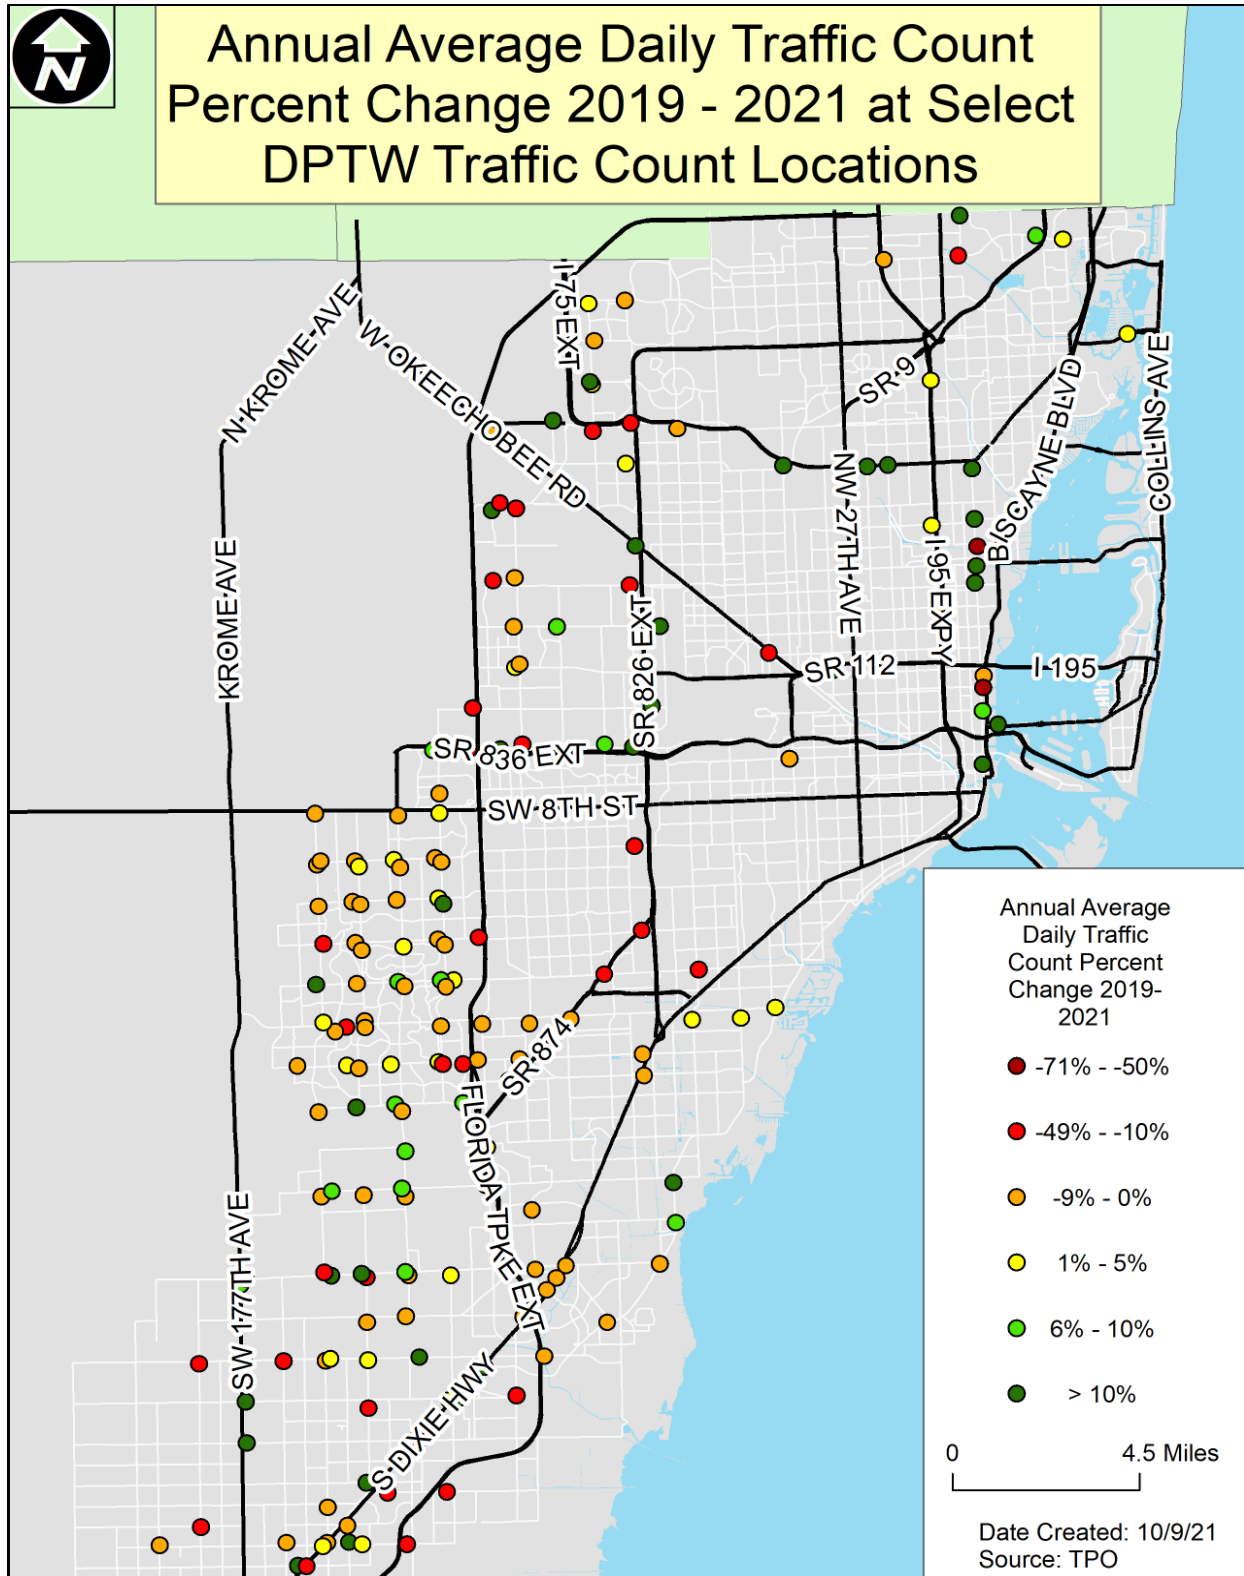 N
Annual Average Daily Traffic Count
Percent Change 2019 - 2021 at Select
DPTW Traffic Count Locations
I 75 EXT
N KROME AVE
W OKEECHOBEE RD
SR 9
BISCAYNE BLVD
COLLINS AVE
NW 27TH AVE
I 95 EXPY
KROME AVE
SR 826 EXT
SR 112
I 195
SR 836 EXT
SW 8TH ST
SR 874
FLORIDA TPKE EXT
SW 177TH AVE
S DIXIE HWY
Annual Average
Daily Traffic
Count Percent
Change 2019-
2021
-71% - -50%
-49% - -10%
-9% - 0%
1% - 5%
6% - 10%
> 10%
0 4.5 Miles
Date Created: 10/9/21
Source: TPO